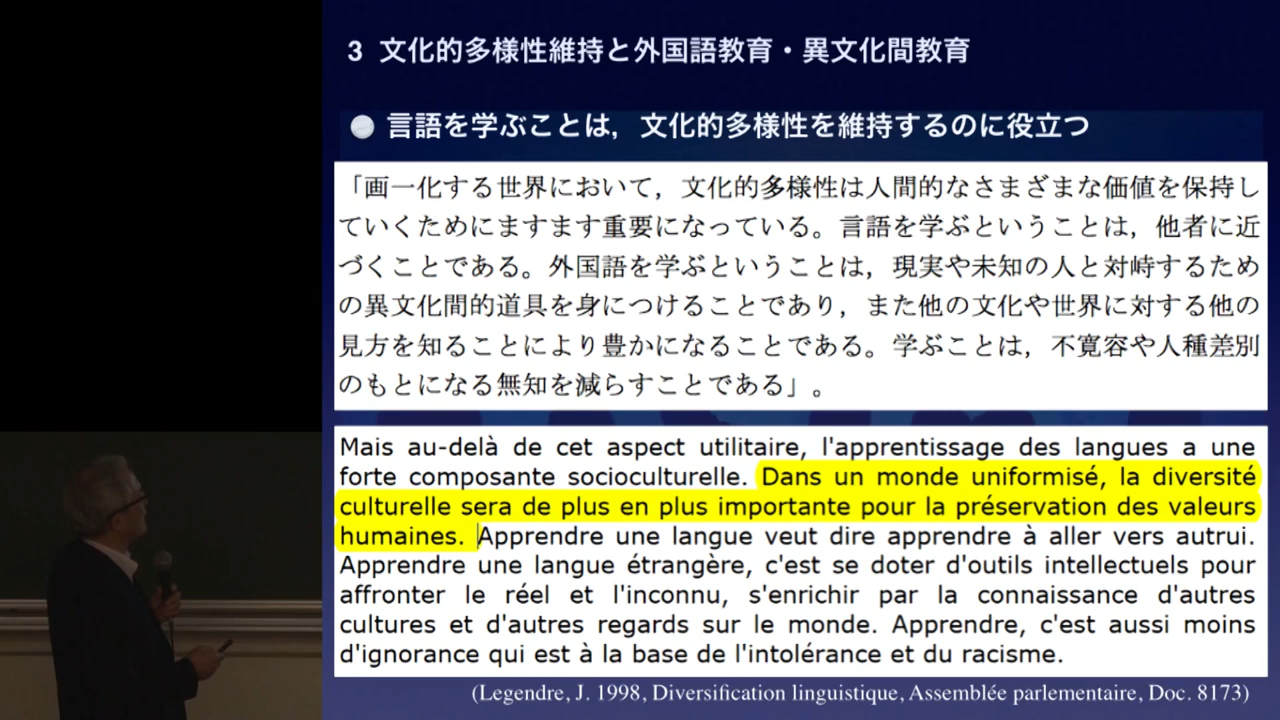 3 文化的多様性維持と外国語教育・異文化間教育
● 言語を学ぶことは，文化的多様性を維持するのに役立つ
「画一化する世界において，文化的多様性は人間的なさまざまな価値を保持し
ていくためにますます重要になっている。言語を学ぶということは，他者に近
づくことである。外国語を学ぶということは，現実や未知の人と対峙するため
の異文化間的道具を身につけることであり，また他の文化や世界に対する他の
見方を知ることにより豊かになることである。学ぶことは，不寛容や人種差別
のもとになる無知を減らすことである」。
Mais au-delà de cet aspect utilitaire, l'apprentissage des langues a une
forte composante socioculturelle. Dans un monde uniformisé, la diversité
culturelle sera de plus en plus importante pour la préservation des valeurs
humaines. Apprendre une langue veut dire apprendre à aller vers autrui.
Apprendre une langue étrangère, c'est se doter d'outils intellectuels pour
affronter le réel et l'inconnu, s'enrichir par la connaissance d'autres
cultures et d'autres regards sur le monde. Apprendre, c'est aussi moins
d'ignorance qui est à la base de l'intolérance et du racisme.
(Legendre, J. 1998, Diversification linguistique, Assemblée parlementaire, Doc. 8173)